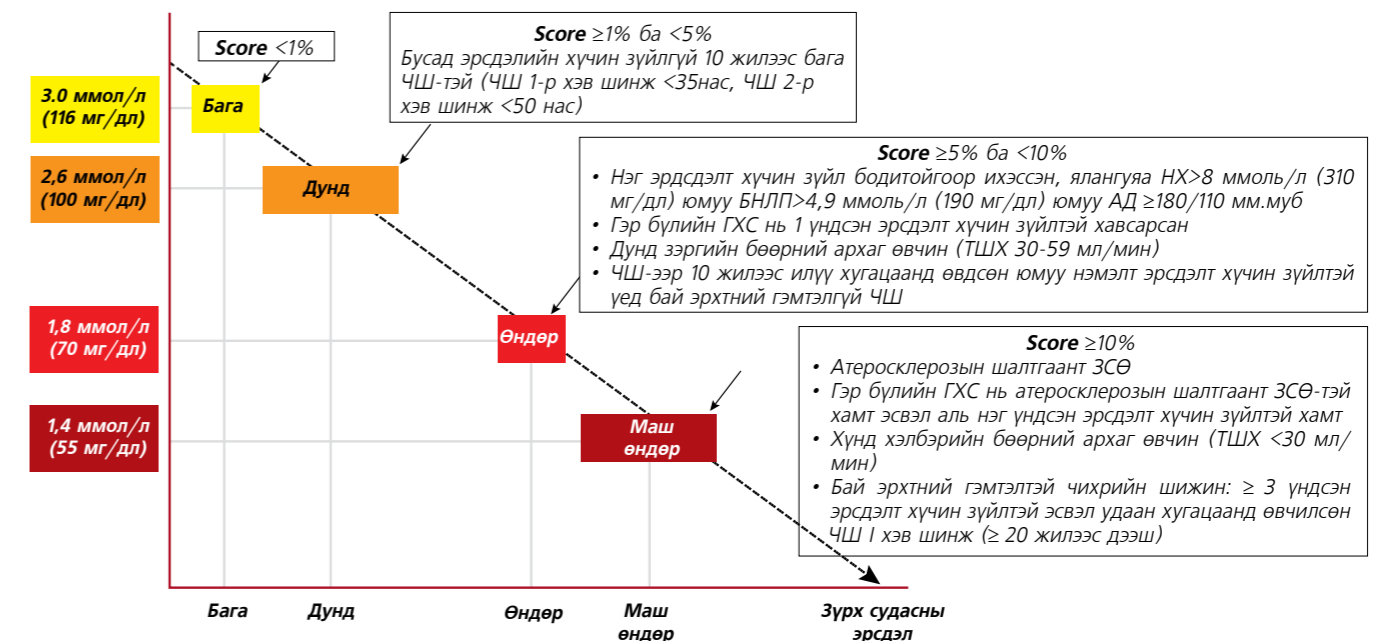 Score <1%
Score ≥1% ба <5%
Бусад эрсдэлийн хүчин зүйлгүй 10 жилээс бага
ЧШ-тэй (ЧШ 1-р хэв шинж <35нас, ЧШ 2-р
хэв шинж <50 нас)
3.0 ммол/л
(116 мг/дл)
Бага
2,6 ммол/л
(100 мг/дл)
Дунд
Score ≥5% ба <10%
• Нэг эрдсдэлт хүчин зүйл бодитойгоор ихэссэн, ялангуяа НХ>8 ммоль/л (310
мг/дл) юмуу БНЛП>4,9 ммоль/л (190 мг/дл) юмуу АД ≥180/110 мм.муб
• Гэр бүлийн ГХС нь 1 үндсэн эрсдэлт хүчин зүйлтэй хавсарсан
• Дунд зэргийн бөөрний архаг өвчин (ТШХ 30-59 мл/мин)
• ЧШ-ээр 10 жилээс илүү хугацаанд өвдсөн юмуу нэмэлт эрсдэлт хүчин зүйлтэй
үед бай эрхтний гэмтэлгүй ЧШ
1,8 ммол/л
(70 мг/дл)
Өндөр
Score ≥10%
• Атеросклерозын шалтгаант ЗСӨ
• Гэр бүлийн ГХС нь атеросклерозын шалтгаант ЗСӨ-тэй
хамт эсвэл аль нэг үндсэн эрсдэлт хүчин зүйлтэй хамт
• Хүнд хэлбэрийн бөөрний архаг өвчин (ТШХ <30 мл/
мин)
• Бай эрхтний гэмтэлтэй чихрийн шижин: ≥ 3 үндсэн
эрсдэлт хүчин зүйлтэй эсвэл удаан хугацаанд өвчилсөн
ЧШ I хэв шинж (≥ 20 жилээс дээш)
1,4 ммол/л
(55 мг/дл)
Маш
өндөр
Бага
Дунд
Өндөр
Маш
өндөр
Зүрх судасны
эрсдэл